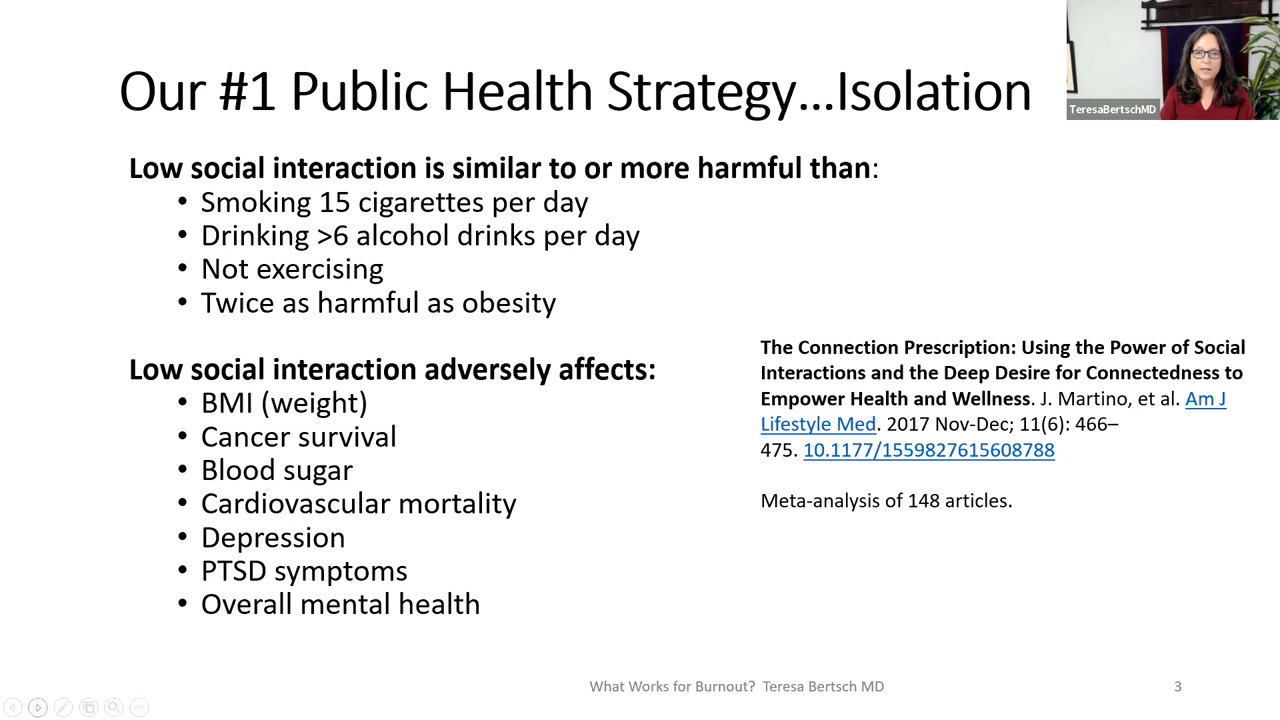 Our #1 Public Health Strategy...Isolation
TeresaBertschMD
Low social interaction is similar to or more harmful than:
• Smoking 15 cigarettes per day
• Drinking >6 alcohol drinks per day
• Not exercising
• Twice as harmful as obesity
Low social interaction adversely affects:
• BMI (weight)
• Cancer survival
• Blood sugar
• Cardiovascular mortality
• Depression
• PTSD symptoms
• Overall mental health
The Connection Prescription: Using the Power of Social
Interactions and the Deep Desire for Connectedness to
Empower Health and Wellness. J. Martino, et al. Am J
Lifestyle Med. 2017 Nov-Dec; 11(6): 466–
475. 10.1177/1559827615608788
Meta-analysis of 148 articles.
What Works for Burnout? Teresa Bertsch MD
3